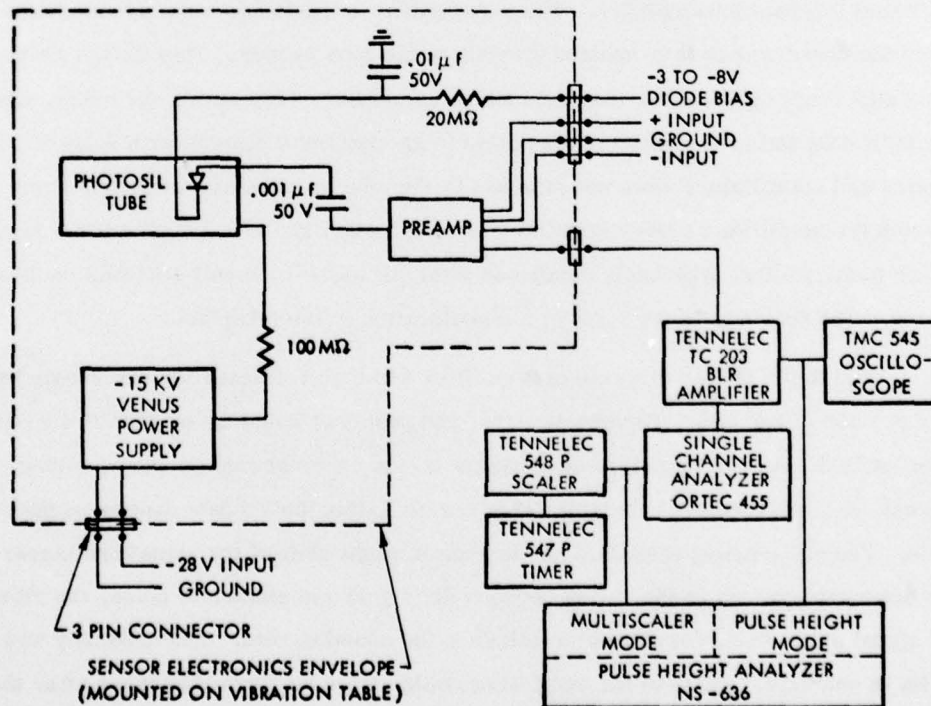 .01 μF
50V
20MΩ
-3 TO -8V
DIODE BIAS
+ INPUT
GROUND
- INPUT
PHOTOSIL
TUBE
.001 μF
50 V
PREAMP
100 MΩ
-15 KV
VENUS
POWER
SUPPLY
TENNELEC
TC 203
BLR
AMPLIFIER
TMC 545
OSCILLO-
SCOPE
TENNELEC
548 P
SCALER
SINGLE
CHANNEL
ANALYZER
ORTEC 455
TENNELEC
547 P
TIMER
-28V INPUT
GROUND
3 PIN CONNECTOR
SENSOR ELECTRONICS ENVELOPE
(MOUNTED ON VIBRATION TABLE)
MULTISCALER
MODE
PULSE HEIGHT
MODE
PULSE HEIGHT ANALYZER
NS -636